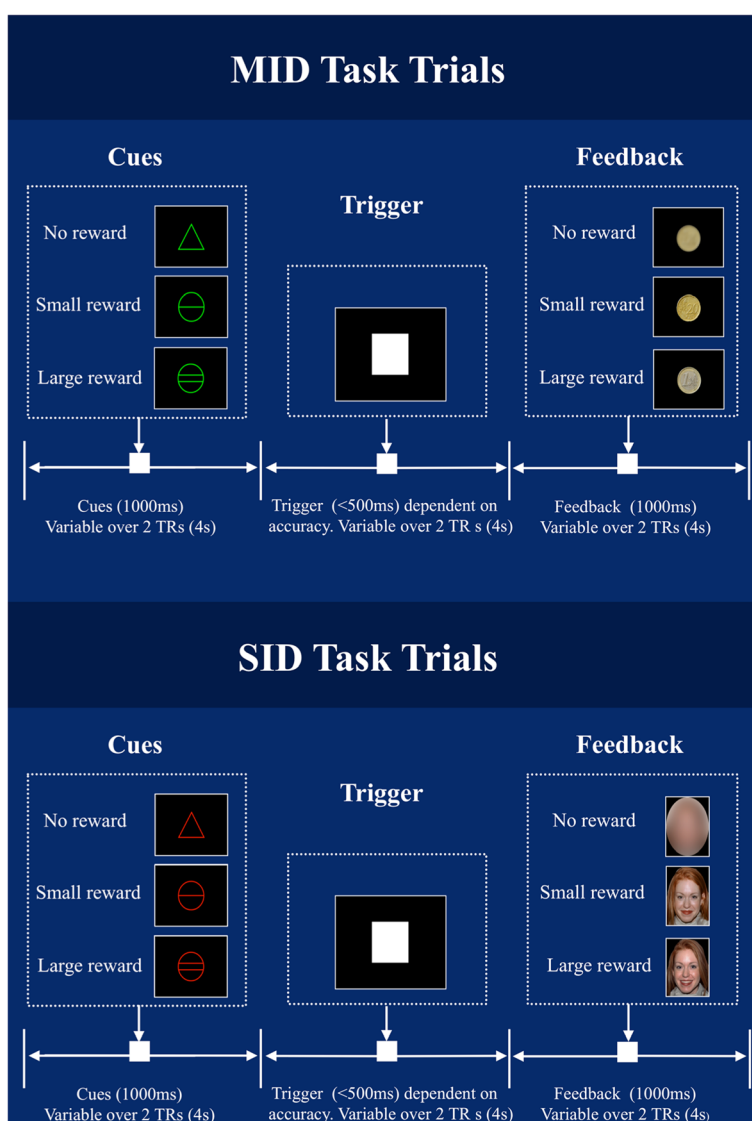 MID Task Trials
Cues
Feedback
Trigger
No reward
Small reward
Large reward
No reward
Small reward
Large reward
Cues (1000ms)
Variable over 2 TRs (4s)
Trigger (<500ms) dependent on
accuracy. Variable over 2 TR s (4s)
Feedback (1000ms)
Variable over 2 TRs (4s)
SID Task Trials
Cues
Feedback
Trigger
No reward
Small reward
Large reward
No reward
Small reward
Large reward
Cues (1000ms)
Variable over 2 TRs (4s)
Trigger (<500ms) dependent on
accuracy. Variable over 2 TR s (4s)
Feedback (1000ms)
Variable over 2 TRs (4s)